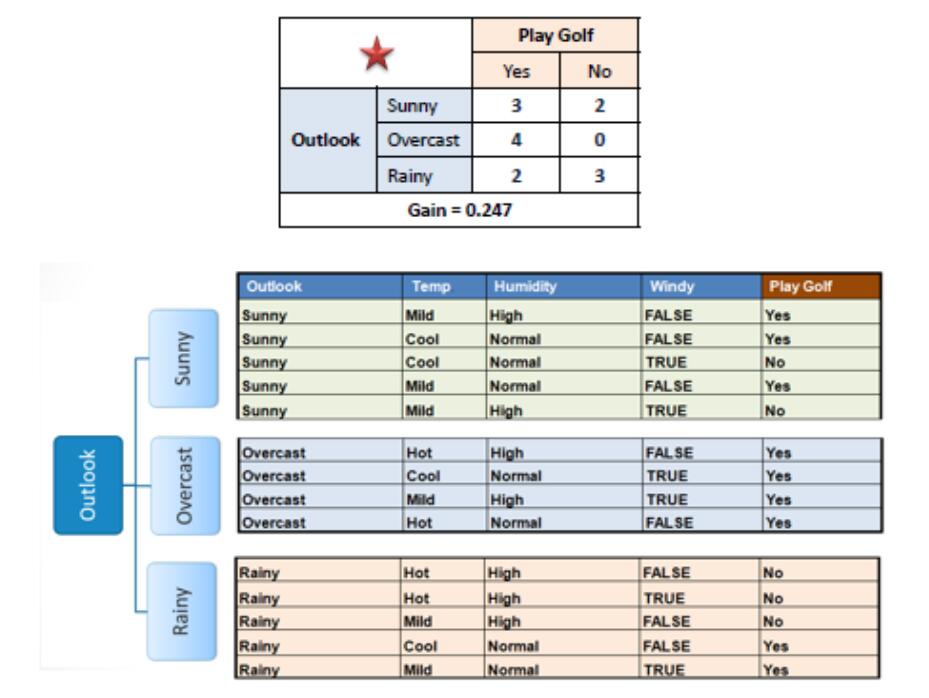 Play Golf
Yes No
Outlook
Sunny 3 2
Overcast 4 0
Rainy 2 3
Gain = 0.247
Outlook
Sunny
Overcast
Rainy
Outlook Temp Humidity Windy Play Golf
Sunny Mild High FALSE Yes
Sunny Cool Normal FALSE Yes
Sunny Cool Normal TRUE No
Sunny Mild Normal FALSE Yes
Sunny Mild High TRUE No
Overcast Hot High FALSE Yes
Overcast Cool Normal TRUE Yes
Overcast Mild High TRUE Yes
Overcast Hot Normal FALSE Yes
Rainy Hot High FALSE No
Rainy Hot High TRUE No
Rainy Mild High FALSE No
Rainy Cool Normal FALSE Yes
Rainy Mild Normal TRUE Yes